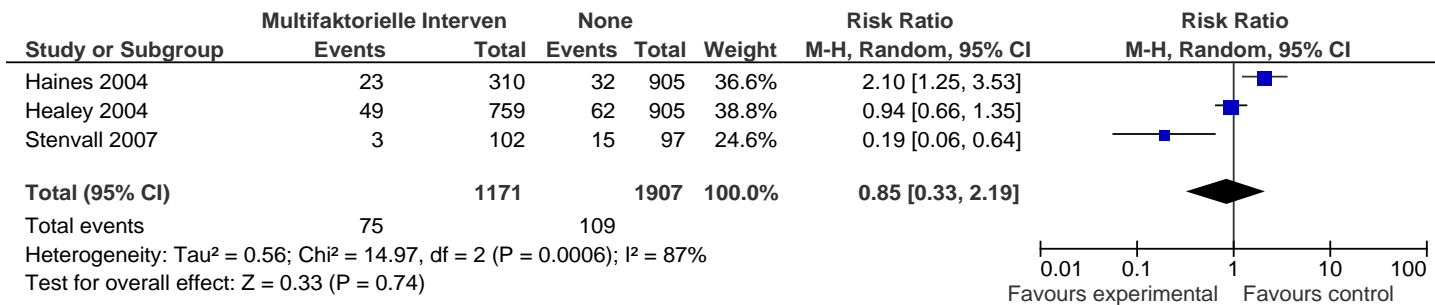 Multifaktorielle Interven None Risk Ratio Risk Ratio
Study or Subgroup Events Total Events Total Weight M-H, Random, 95% CI M-H, Random, 95% CI
Haines 2004 23 310 32 905 36.6% 2.10 [1.25, 3.53]
Healey 2004 49 759 62 905 38.8% 0.94 [0.66, 1.35]
Stenvall 2007 3 102 15 97 24.6% 0.19 [0.06, 0.64]
Total (95% CI) 1171 1907 100.0% 0.85 [0.33, 2.19]
Total events 75 109
Heterogeneity: Tau² = 0.56; Chi² = 14.97, df = 2 (P = 0.0006); I² = 87%
Test for overall effect: Z = 0.33 (P = 0.74)
0.01 0.1 1 10 100
Favours experimental Favours control